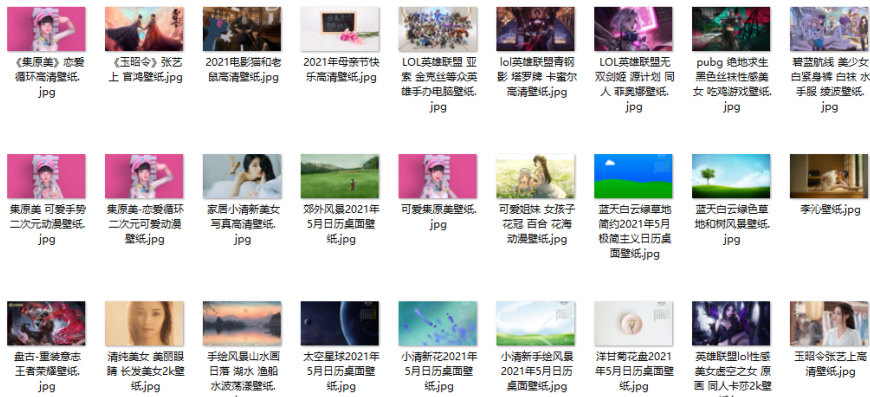 《集原美》恋爱
循环高清壁纸.
jpg
《玉昭令》张艺
上 官鸿壁纸.jpg
2021电影猫和老
鼠高清壁纸.jpg
2021年母亲节快
乐高清壁纸.jpg
LOL英雄联盟 亚
索 金克丝等众英
雄手办电脑壁纸.
jpg
lol英雄联盟青钢
影 塔罗牌 卡蜜尔
高清壁纸.jpg
LOL英雄联盟无
双剑姬 源计划 同
人 菲奥娜壁纸.
jpg
pubg 绝地求生
黑色丝袜性感美
女 吃鸡游戏壁纸.
jpg
碧蓝航线 美少女
白紧身裤 白袜 水
手服 绫波壁纸.
jpg
集原美 可爱手势
二次元动漫壁纸.
jpg
集原美-恋爱循环
二次元可爱动漫
壁纸.jpg
家居小清新美女
写真高清壁纸.
jpg
郊外风景2021年
5月日历桌面壁
纸.jpg
可爱集原美壁纸.
jpg
可爱姐妹 女孩子
花冠 百合 花海
动漫壁纸.jpg
蓝天白云绿草地
简约2021年5月
极简主义日历桌
面壁纸.jpg
蓝天白云绿色草
地和树风景壁纸.
jpg
李沁壁纸.jpg
盘古-重装意志
王者荣耀壁纸.
jpg
清纯美女 美丽眼
睛 长发美女2k壁
纸.jpg
手绘风景山水画
日落 湖水 渔船
水波荡漾壁纸.
太空星球2021年
5月日历桌面壁
纸.jpg
小清新花2021年
5月日历桌面壁
纸.jpg
小清新手绘风景
2021年5月日历
桌面壁纸.jpg
洋甘菊花盘2021
年5月日历桌面壁
纸.jpg
英雄联盟lol性感
美女虚空之女 原
画 同人卡莎2k壁
玉昭令张艺上高
清壁纸.jpg